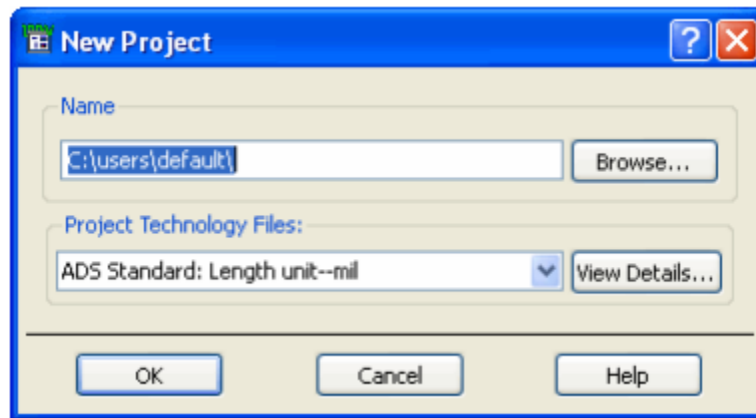 New Project
Name
C:\users\default\
Browse...
Project Technology Files:
ADS Standard: Length unit--mil
View Details...
OK
Cancel
Help